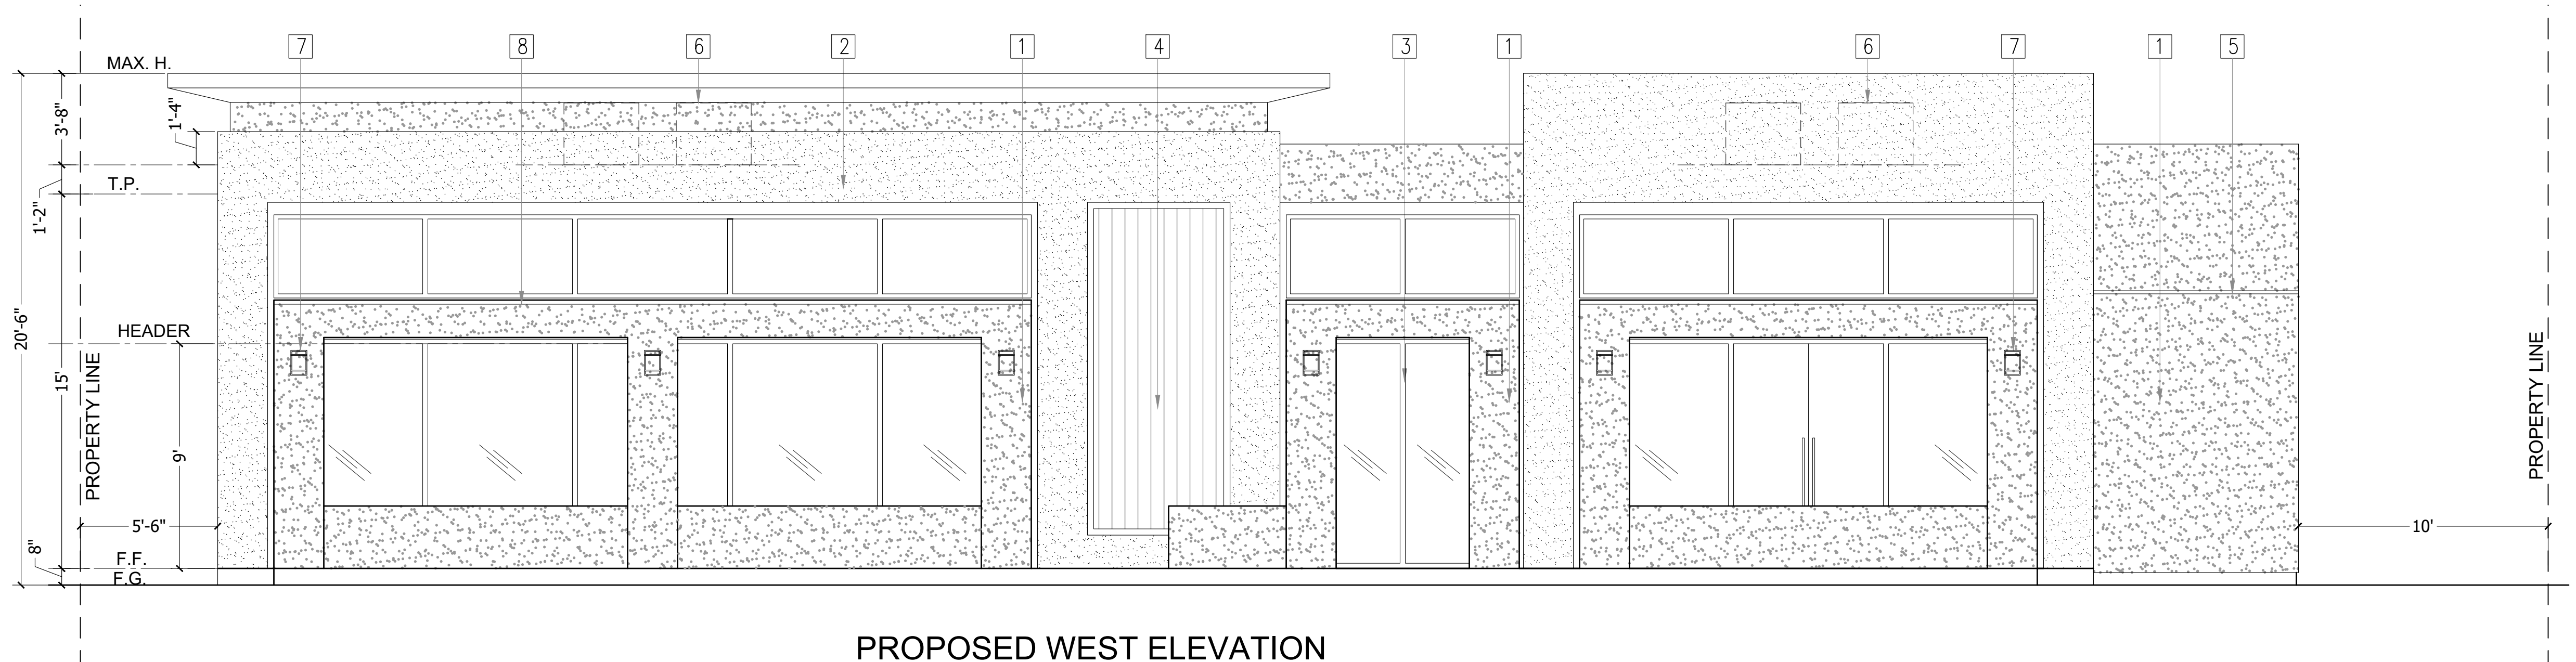 7 8 6 2 1 4 3 1 6 7 1 5
MAX. H.
3'-8"
1'-4"
T.P.
1'-2"
20'-6"
HEADER
15'
PROPERTY LINE
9'
5'-6"
8"
F.F.
F.G.
PROPERTY LINE
10'
PROPOSED WEST ELEVATION